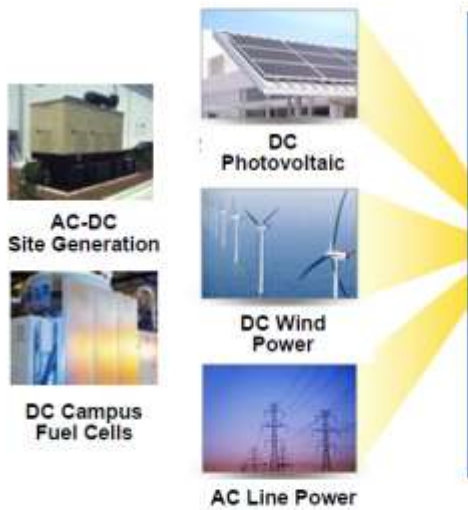 DC
Photovoltaic
AC-DC
Site Generation
DC Wind
Power
DC Campus
Fuel Cells
AC Line Power